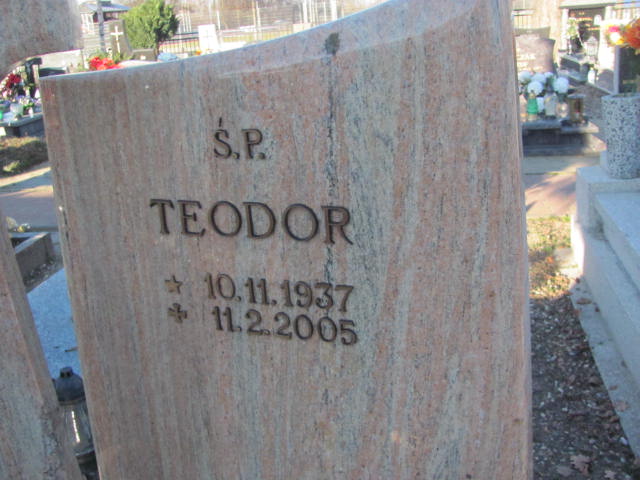 Ś.P.
TEODOR
* 10.11.1937
+ 11.2.2005